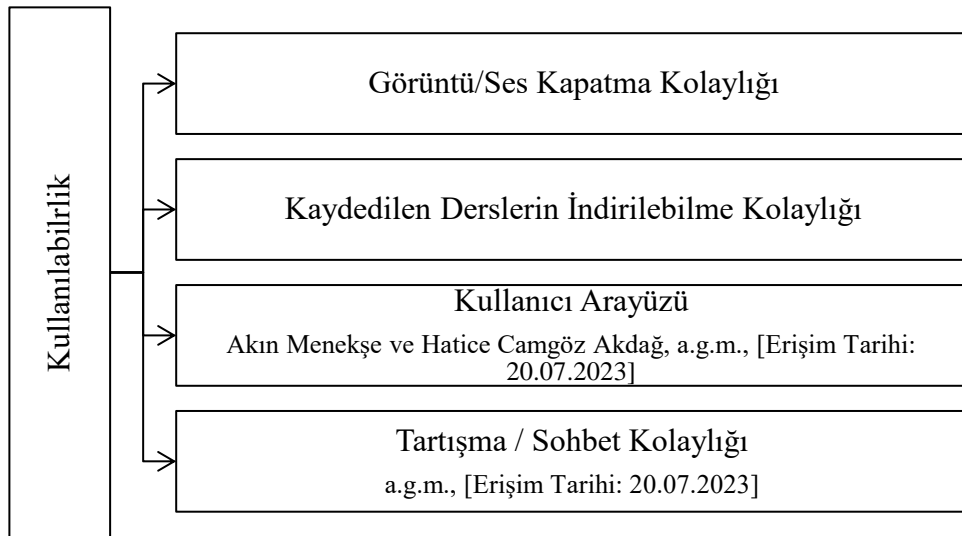 Kullanılabilrlik
Görüntü/Ses Kapatma Kolaylığı
Kaydedilen Derslerin İndirilebilme Kolaylığı
Kullanıcı Arayüzü
Akın Menekşe ve Hatice Camgöz Akdağ, a.g.m., [Erişim Tarihi:
20.07.2023]
Tartışma / Sohbet Kolaylığı
a.g.m., [Erişim Tarihi: 20.07.2023]